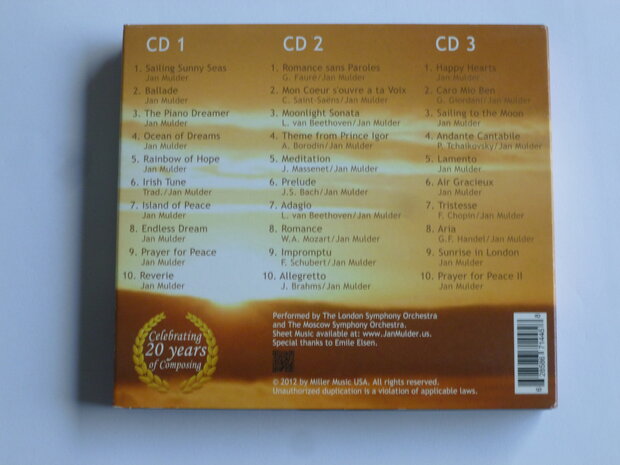 CD 1
1. Sailing Sunny Seas
Jan Mulder
2. Ballade
Jan Mulder
3. The Piano Dreamer
Jan Mulder
4. Ocean of Dreams
Jan Mulder
5. Rainbow of Hope
Jan Mulder
6. Irish Tune
Trad./Jan Mulder
7. Island of Peace
Jan Mulder
8. Endless Dream
Jan Mulder
9. Prayer for Peace
Jan Mulder
10. Reverie
Jan Mulder
CD 2
1. Romance sans Paroles
G. Fauré/Jan Mulder
2. Mon Coeur s'ouvre a ta Voix
C. Saint-Saëns/Jan Mulder
3. Moonlight Sonata
L. van Beethoven/Jan Mulder
4. Theme from Prince Igor
A. Borodin/Jan Mulder
5. Meditation
J. Massenet/Jan Mulder
6. Prelude
J.S. Bach/Jan Mulder
7. Adagio
L. van Beethoven/Jan Mulder
8. Romance
W.A. Mozart/Jan Mulder
9. Impromptu
F. Schubert/Jan Mulder
10. Allegretto
J. Brahms/Jan Mulder
CD 3
1. Happy Hearts
Jan Mulder
2. Caro Mio Ben
G. Giordani/Jan Mulder
3. Sailing to the Moon
Jan Mulder
4. Andante Cantabile
P. Tchaikovsky/Jan Mulder
5. Lamento
Jan Mulder
6. Air Gracieux
Jan Mulder
7. Tristesse
F. Chopin/Jan Mulder
8. Aria
G.F. Handel/Jan Mulder
9. Sunrise in London
Jan Mulder
10. Prayer for Peace II
Jan Mulder
Celebrating
20 years
of Composing
Performed by The London Symphony Orchestra
and The Moscow Symphony Orchestra.
Sheet Music available at: www.JanMulder.us.
Special thanks to Emile Elsen.
© 2012 by Miller Music USA. All rights reserved.
Unauthorized duplication is a violation of applicable laws.